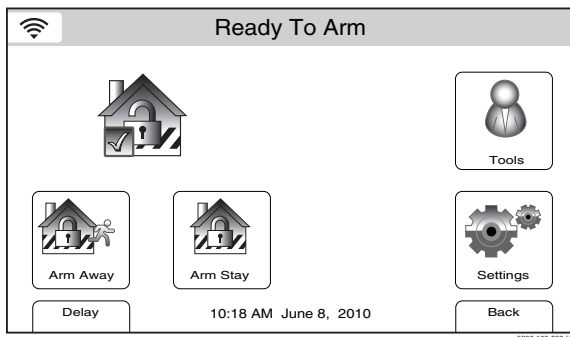 Ready To Arm
Tools
Arm Away
Arm Stay
Settings
Delay
10:18 AM June 8, 2010
Back